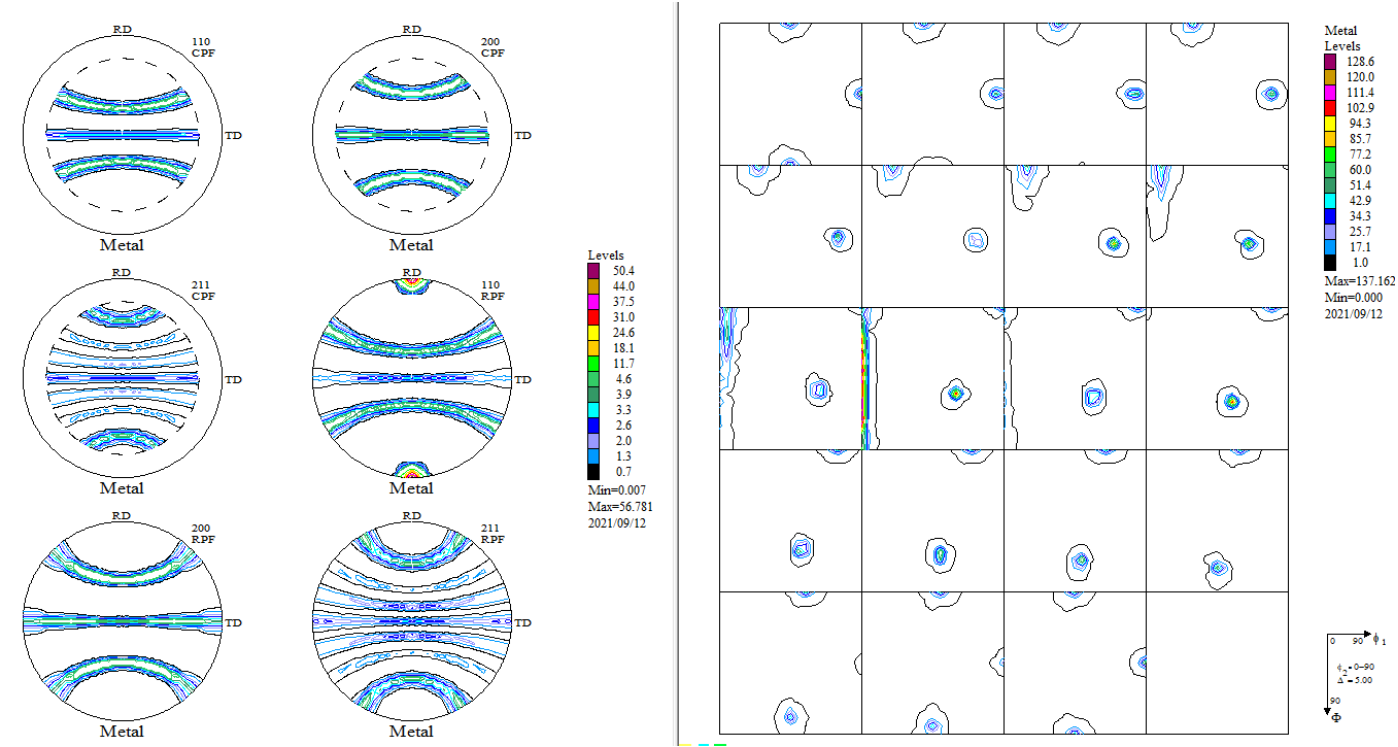 RD
110
CPF
TD
Metal
RD
200
CPF
TD
Metal
RD
211
CPF
TD
Metal
RD
110
RPF
TD
Metal
RD
200
RPF
TD
Metal
RD
211
RPF
TD
Metal
Levels
50.4
44.0
37.5
31.0
24.6
18.1
11.7
4.6
3.9
3.3
2.6
2.0
1.3
0.7
Min=0.007
Max=56.781
2021/09/12
Metal
Levels
128.6
120.0
111.4
102.9
94.3
85.7
77.2
60.0
51.4
42.9
34.3
25.7
17.1
1.0
Max=137.162
Min=0.000
2021/09/12
0 90 ϕ1
ϕ2=0-90
Δ=5.00
90
Φ